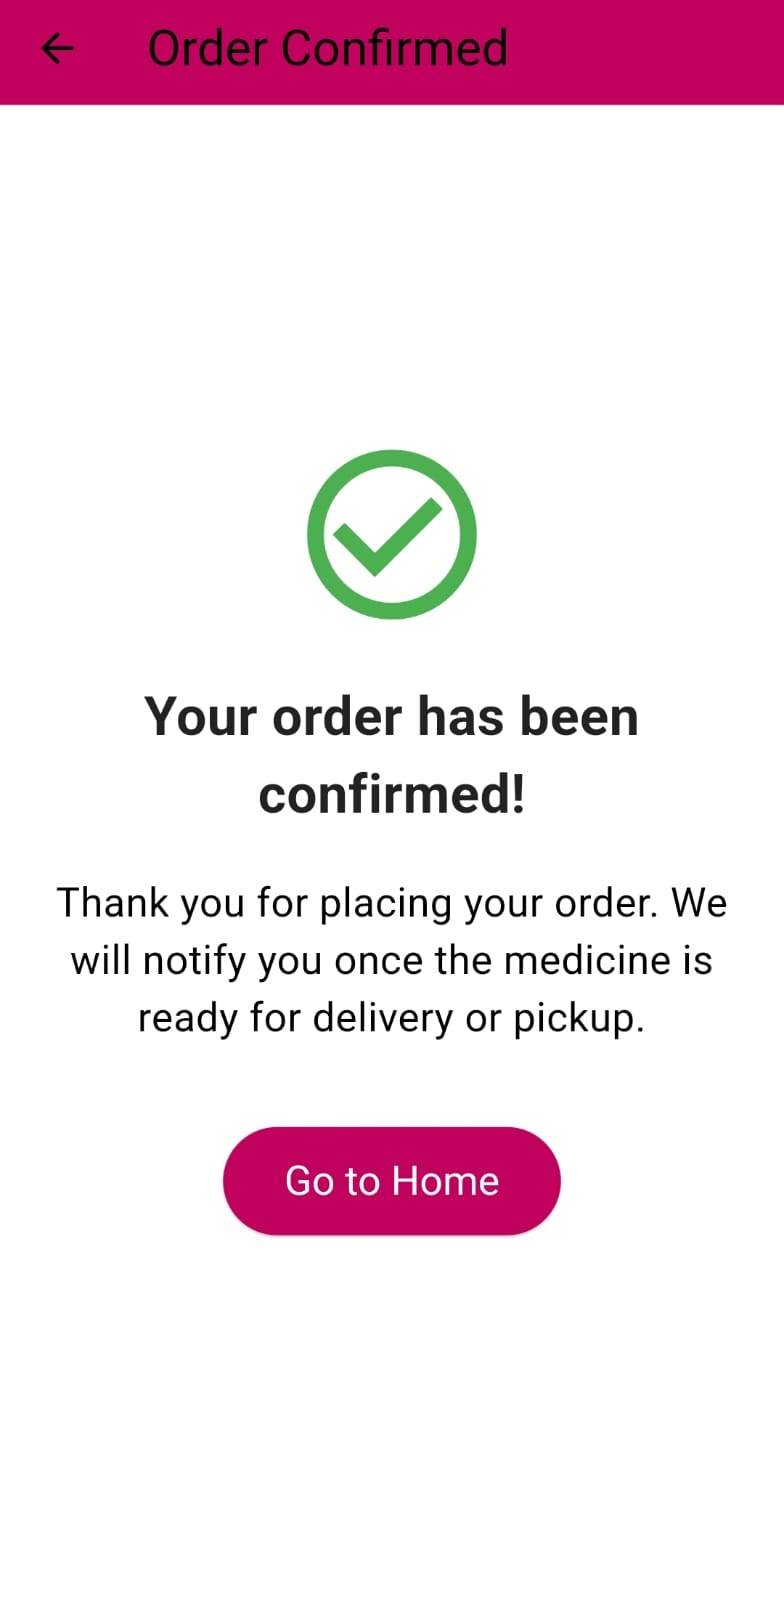 Order Confirmed
Your order has been
confirmed!
Thank you for placing your order. We
will notify you once the medicine is
ready for delivery or pickup.
Go to Home